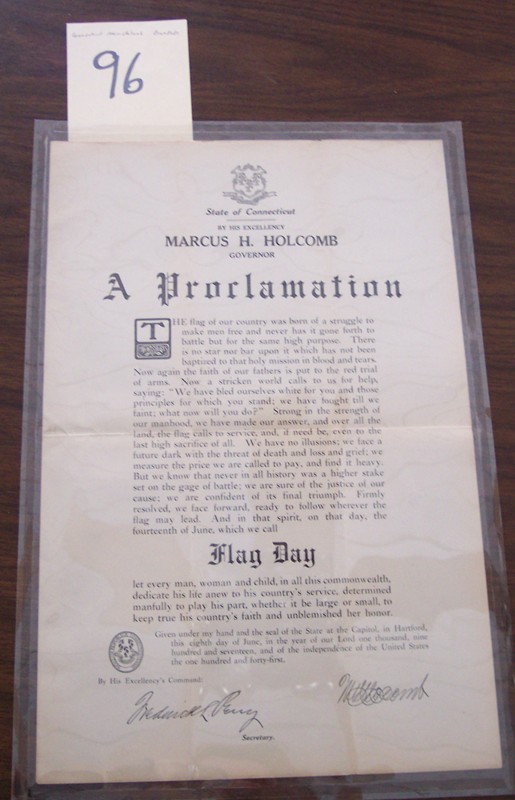 96
State of Connecticut
BY HIS EXCELLENCY
MARCUS H. HOLCOMB
GOVERNOR
A Proclamation
THE flag of our country was born of a struggle to
make men free and never has it gone forth to
battle but for the same high purpose. There
is no star nor bar upon it which has not been
baptized to that holy mission in blood and tears.
Now again the faith of our fathers is put to the red trial
of arms. Now a stricken world calls to us for help,
saying: "We have bled ourselves white for you and those
principles for which you stand; we have fought till we
faint; what now will you do?" Strong in the strength of
our manhood, we have made our answer, and over all the
land, the flag calls to service, and, if need be, even to the
last high sacrifice of all. We have no illusions; we face a
future dark with the threat of death and loss and grief; we
measure the price we are called to pay, and find it heavy.
But we know that never in all history was a higher stake
set on the gage of battle; we are sure of the justice of our
cause; we are confident of its final triumph. Firmly
resolved, we face forward, ready to follow wherever the
flag may lead. And in that spirit, on that day, the
fourteenth of June, which we call
Flag Day
let every man, woman and child, in all this commonwealth,
dedicate his life anew to his country's service, determined
manfully to play his part, whether it be large or small, to
keep true his country's faith and unblemished her honor.
Given under my hand and the seal of the State at the Capitol, in Hartford,
this eighth day of June, in the year of our Lord one thousand, nine
hundred and seventeen, and of the independence of the United States
the one hundred and forty-first.
By His Excellency's Command:
M H Holcomb
Frederick L Perry
Secretary.